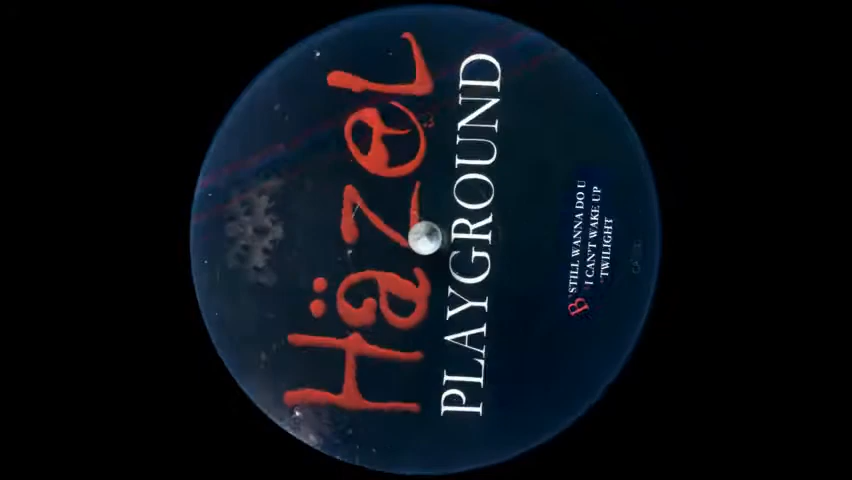 Häzel
PLAYGROUND
B
STILL WANNA DO U
I CAN'T WAKE UP
TWILIGHT